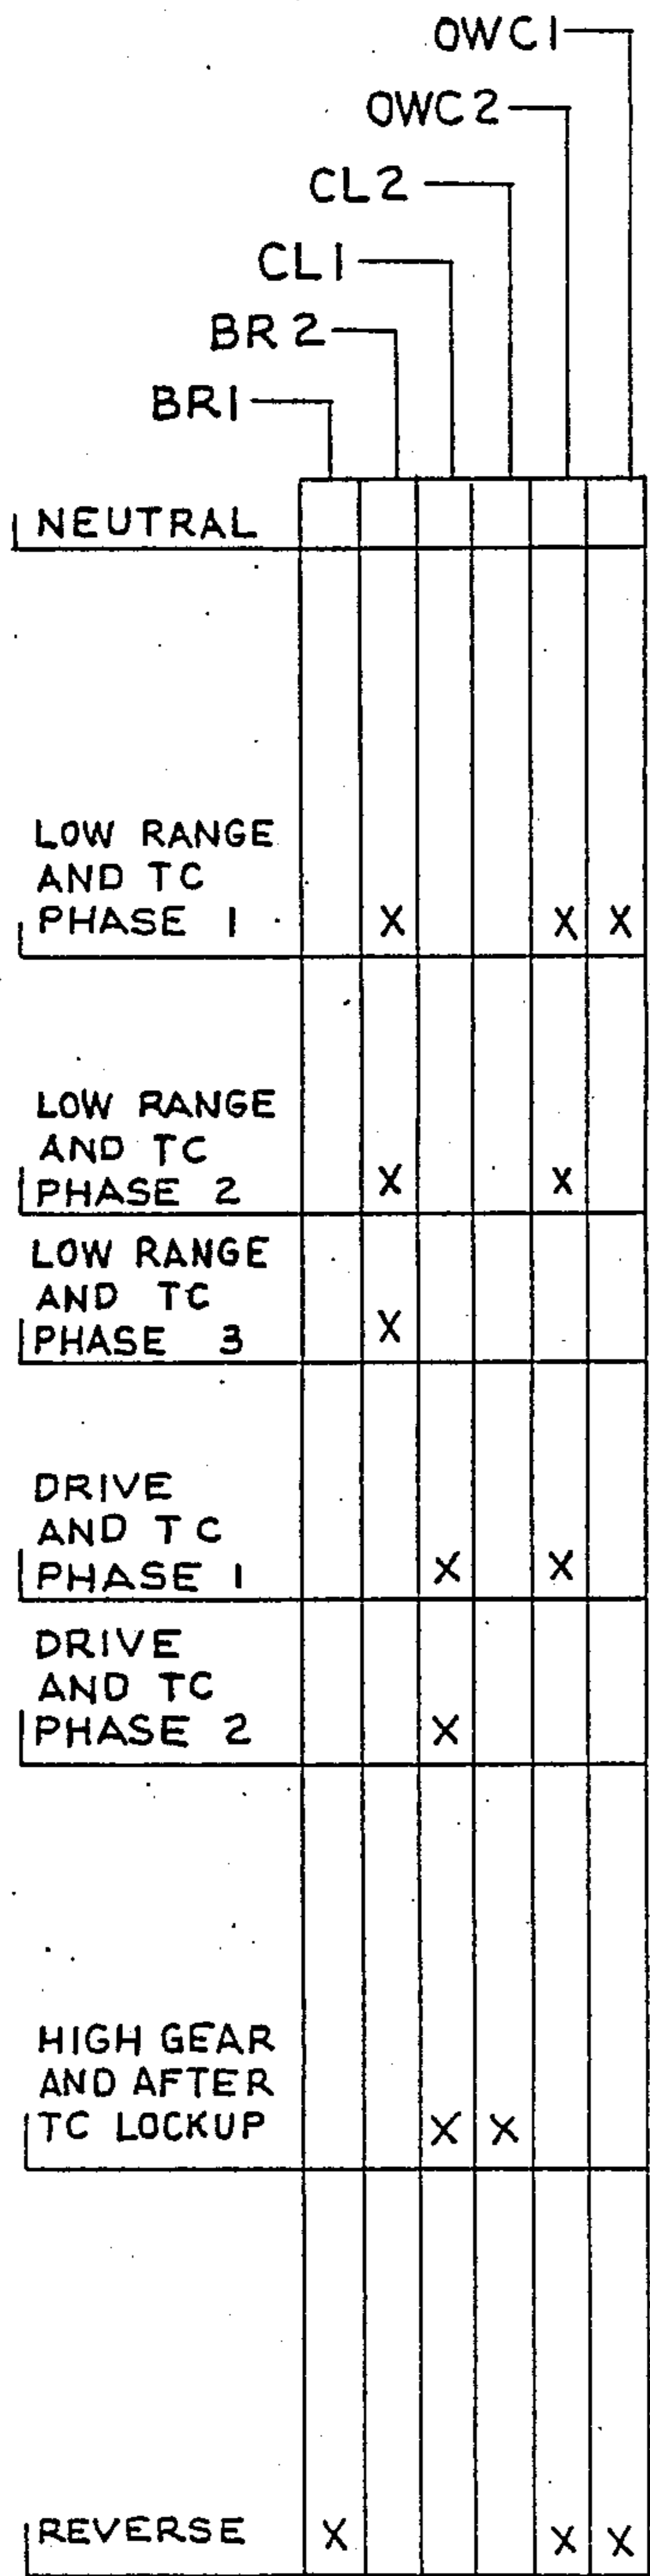 OWC1
OWC2
CL2
CL1
BR2
BR1
NEUTRAL
LOW RANGE
AND TC
PHASE 1 X X X
LOW RANGE
AND TC
PHASE 2 X X
LOW RANGE
AND TC
PHASE 3 X
DRIVE
AND TC
PHASE 1 X X
DRIVE
AND TC
PHASE 2 X
HIGH GEAR
AND AFTER
TC LOCKUP X X
REVERSE X X X